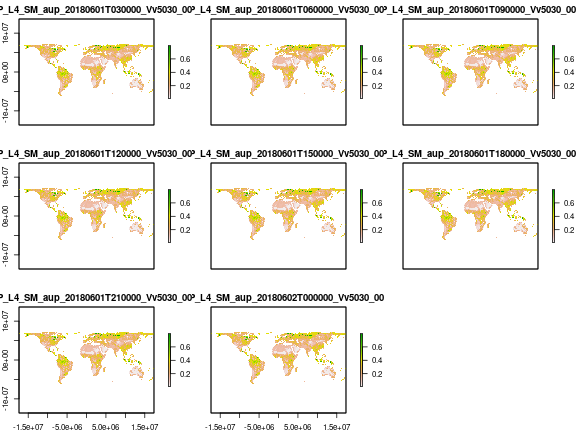 P_L4_SM_aup_20180601T030000_Vv5030_00
P_L4_SM_aup_20180601T060000_Vv5030_00
P_L4_SM_aup_20180601T090000_Vv5030_00
-1e+07 0e+00 1e+07
0.2 0.4 0.6
0.2 0.4 0.6
0.2 0.4 0.6
P_L4_SM_aup_20180601T120000_Vv5030_00
P_L4_SM_aup_20180601T150000_Vv5030_00
P_L4_SM_aup_20180601T180000_Vv5030_00
-1e+07 0e+00 1e+07
0.2 0.4 0.6
0.2 0.4 0.6
0.2 0.4 0.6
P_L4_SM_aup_20180601T210000_Vv5030_00
P_L4_SM_aup_20180602T000000_Vv5030_00
-1e+07 0e+00 1e+07
0.2 0.4 0.6
0.2 0.4 0.6
-1.5e+07 -5.0e+06 5.0e+06 1.5e+07
-1.5e+07 -5.0e+06 5.0e+06 1.5e+07